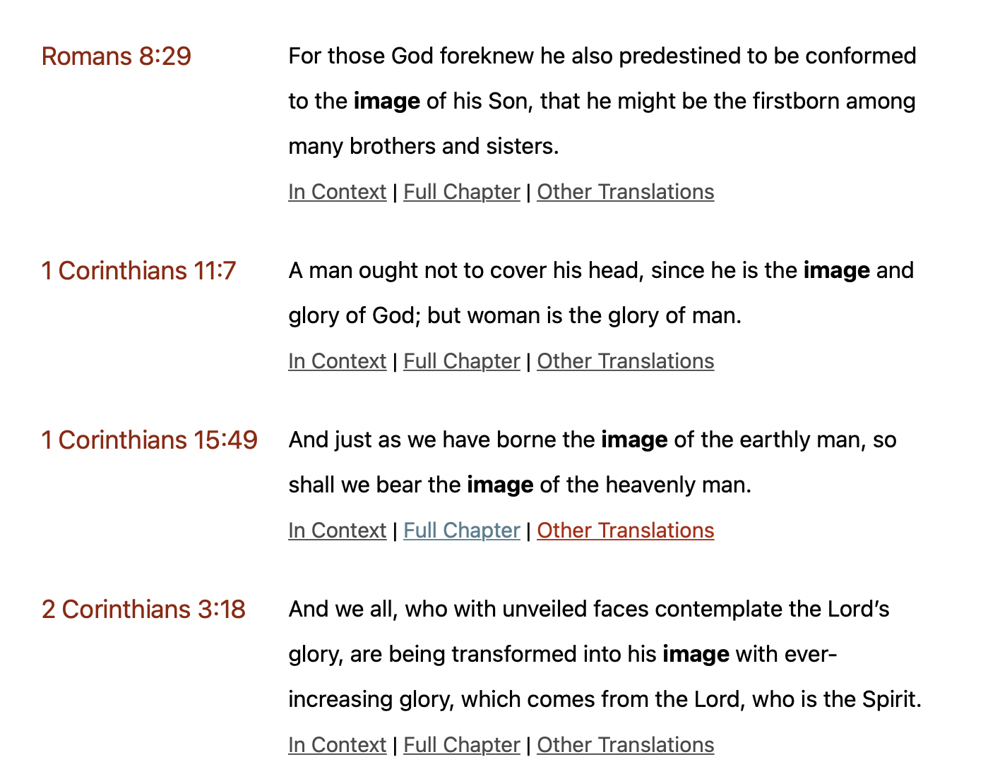 Romans 8:29
For those God foreknew he also predestined to be conformed
to the image of his Son, that he might be the firstborn among
many brothers and sisters.
In Context | Full Chapter | Other Translations
1 Corinthians 11:7
A man ought not to cover his head, since he is the image and
glory of God; but woman is the glory of man.
In Context | Full Chapter | Other Translations
1 Corinthians 15:49
And just as we have borne the image of the earthly man, so
shall we bear the image of the heavenly man.
In Context | Full Chapter | Other Translations
2 Corinthians 3:18
And we all, who with unveiled faces contemplate the Lord’s
glory, are being transformed into his image with ever-
increasing glory, which comes from the Lord, who is the Spirit.
In Context | Full Chapter | Other Translations